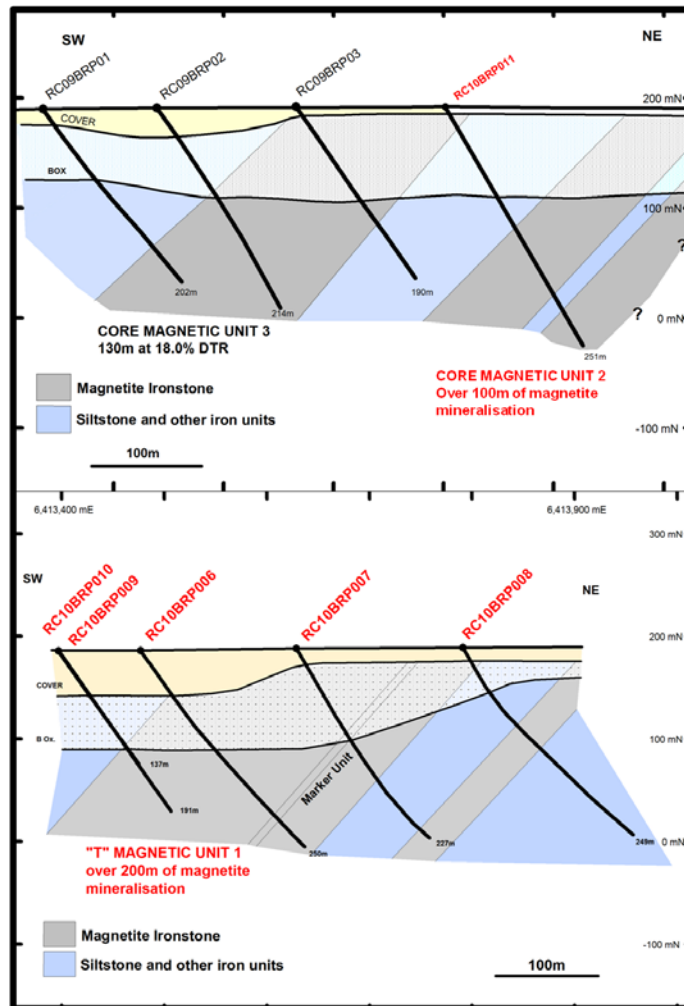 SW
NE
RC09BRP01
RC09BRP02
RC09BRP03
RC10BRP011
200 mN
COVER
BOX
100 mN
?
202m
214m
190m
0 mN
?
251m
CORE MAGNETIC UNIT 3
130m at 18.0% DTR
CORE MAGNETIC UNIT 2
Over 100m of magnetite
mineralisation
Magnetite Ironstone
Siltstone and other iron units
-100 mN
100m
6,413,400 mE
6,413,900 mE
300 mN
SW
NE
RC10BRP010
RC10BRP009
RC10BRP006
RC10BRP007
RC10BRP008
200 mN
COVER
B Ox.
100 mN
137m
Marker Unit
191m
250m
227m
249m
0 mN
"T" MAGNETIC UNIT 1
over 200m of magnetite
mineralisation
Magnetite Ironstone
Siltstone and other iron units
100m
-100 mN